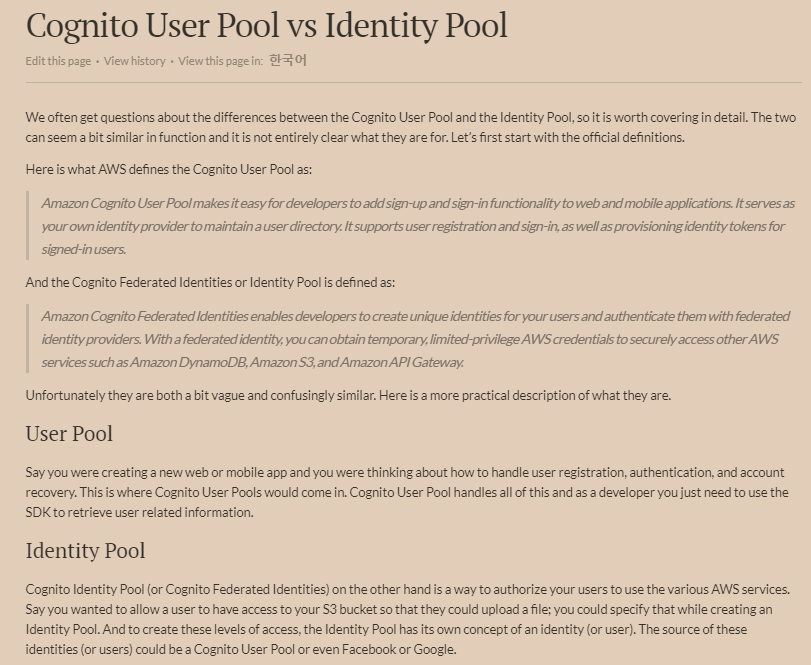 Cognito User Pool vs Identity Pool
Edit this page • View history • View this page in: 한국어
We often get questions about the differences between the Cognito User Pool and the Identity Pool, so it is worth covering in detail. The two
can seem a bit similar in function and it is not entirely clear what they are for. Let's first start with the official definitions.
Here is what AWS defines the Cognito User Pool as:
Amazon Cognito User Pool makes it easy for developers to add sign-up and sign-in functionality to web and mobile applications. It serves as
your own identity provider to maintain a user directory. It supports user registration and sign-in, as well as provisioning identity tokens for
signed-in users.
And the Cognito Federated Identities or Identity Pool is defined as:
Amazon Cognito Federated Identities enables developers to create unique identities for your users and authenticate them with federated
identity providers. With a federated identity, you can obtain temporary, limited-privilege AWS credentials to securely access other AWS
services such as Amazon DynamoDB, Amazon S3, and Amazon API Gateway.
Unfortunately they are both a bit vague and confusingly similar. Here is a more practical description of what they are.
User Pool
Say you were creating a new web or mobile app and you were thinking about how to handle user registration, authentication, and account
recovery. This is where Cognito User Pools would come in. Cognito User Pool handles all of this and as a developer you just need to use the
SDK to retrieve user related information.
Identity Pool
Cognito Identity Pool (or Cognito Federated Identities) on the other hand is a way to authorize your users to use the various AWS services.
Say you wanted to allow a user to have access to your S3 bucket so that they could upload a file; you could specify that while creating an
Identity Pool. And to create these levels of access, the Identity Pool has its own concept of an identity (or user). The source of these
identities (or users) could be a Cognito User Pool or even Facebook or Google.